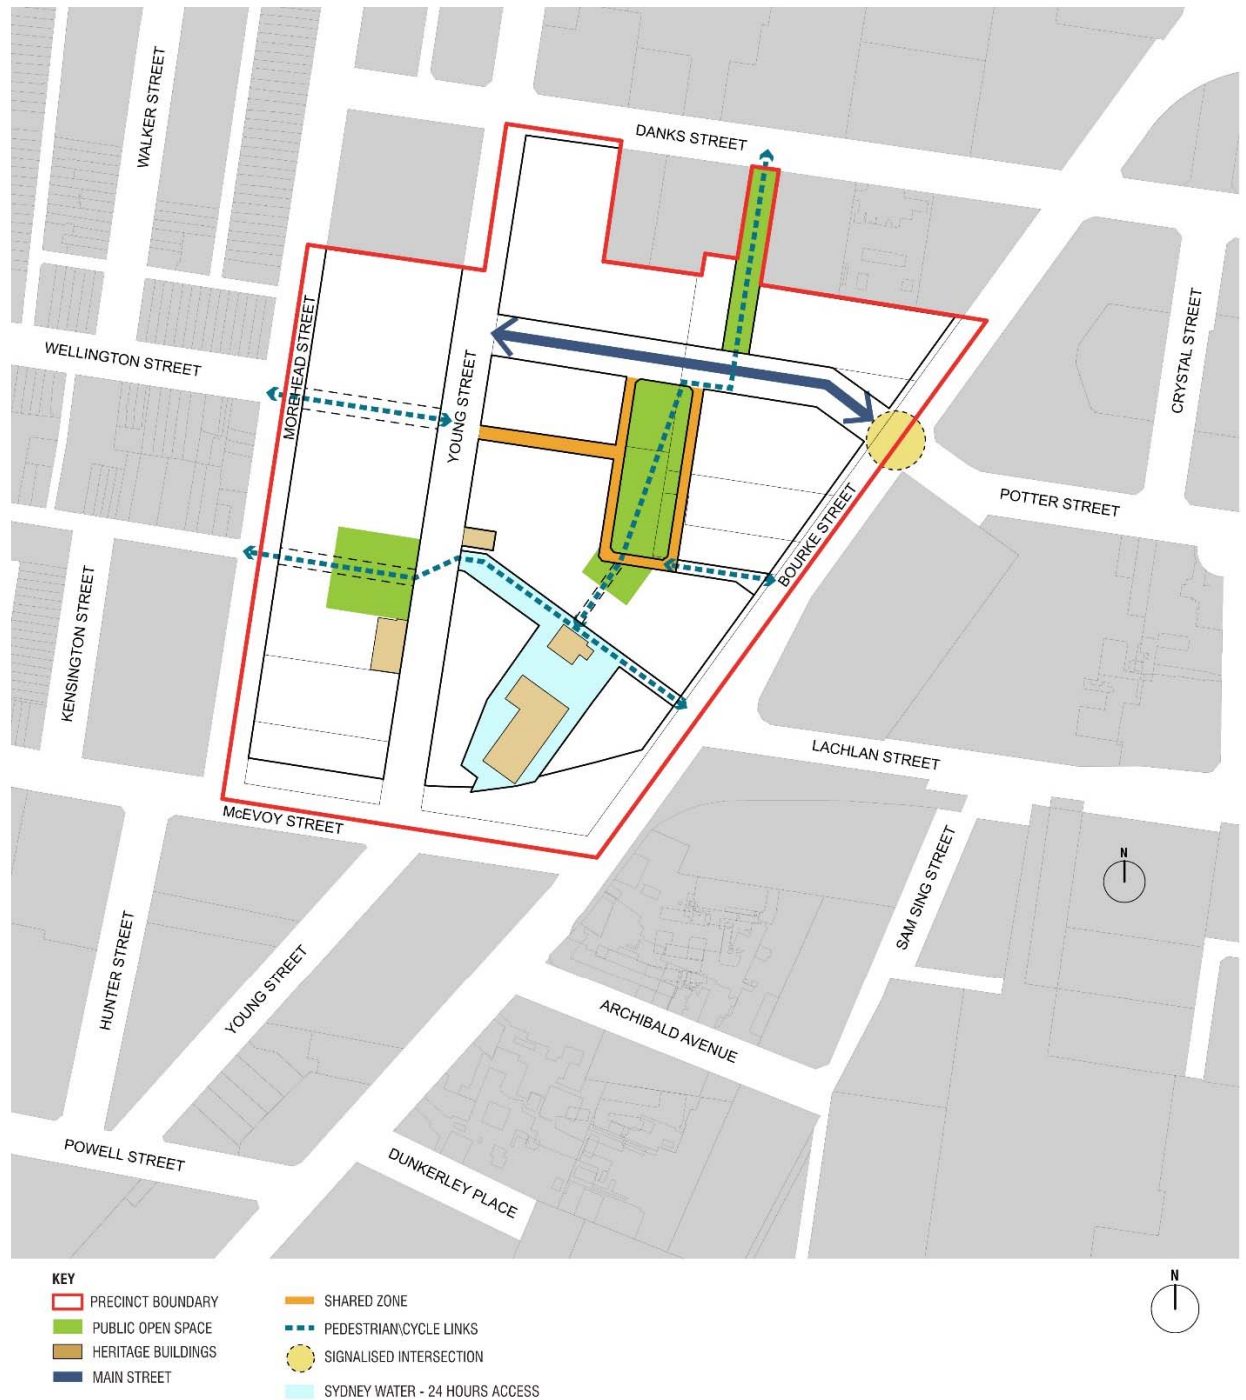 DANKS STREET
WALKER STREET
CRYSTAL STREET
WELLINGTON STREET
MOREHEAD STREET
YOUNG STREET
POTTER STREET
BOURKE STREET
KENSINGTON STREET
LACHLAN STREET
McEVOY STREET
N
SAM SING STREET
HUNTER STREET
YOUNG STREET
ARCHIBALD AVENUE
POWELL STREET
DUNKERLEY PLACE
KEY
PRECINCT BOUNDARY
PUBLIC OPEN SPACE
HERITAGE BUILDINGS
MAIN STREET
SHARED ZONE
PEDESTRIAN\CYCLE LINKS
SIGNALISED INTERSECTION
SYDNEY WATER - 24 HOURS ACCESS
N